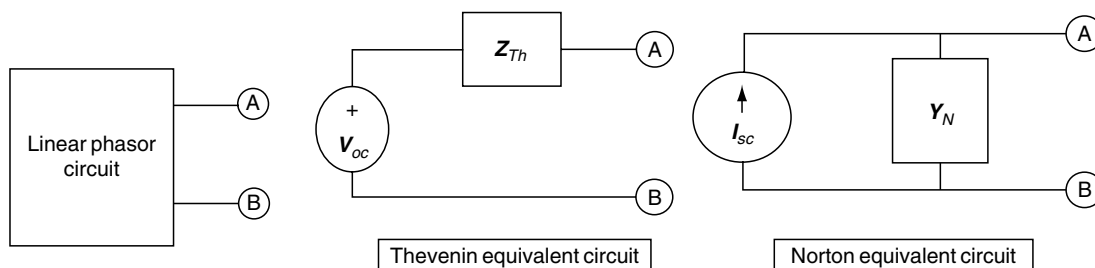 Linear phasor
circuit
A
B
Z_Th
A
+
V_oc
B
Thevenin equivalent circuit
A
I_sc
Y_N
B
Norton equivalent circuit